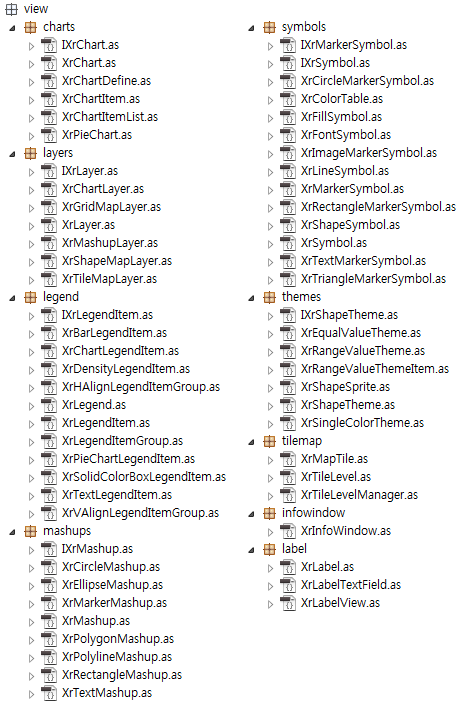 view
charts
IXrChart.as
XrChart.as
XrChartDefine.as
XrChartItem.as
XrChartItemList.as
XrPieChart.as
layers
IXrLayer.as
XrChartLayer.as
XrGridMapLayer.as
XrLayer.as
XrMashupLayer.as
XrShapeMapLayer.as
XrTileMapLayer.as
legend
IXrLegendItem.as
XrBarLegendItem.as
XrChartLegendItem.as
XrDensityLegendItem.as
XrHAlignLegendItemGroup.as
XrLegend.as
XrLegendItem.as
XrLegendItemGroup.as
XrPieChartLegendItem.as
XrSolidColorBoxLegendItem.as
XrTextLegendItem.as
XrVAlignLegendItemGroup.as
mashups
IXrMashup.as
XrCircleMashup.as
XrEllipseMashup.as
XrMarkerMashup.as
XrMashup.as
XrPolygonMashup.as
XrPolylineMashup.as
XrRectangleMashup.as
XrTextMashup.as
symbols
IXrMarkerSymbol.as
IXrSymbol.as
XrCircleMarkerSymbol.as
XrColorTable.as
XrFillSymbol.as
XrFontSymbol.as
XrImageMarkerSymbol.as
XrLineSymbol.as
XrMarkerSymbol.as
XrRectangleMarkerSymbol.as
XrShapeSymbol.as
XrSymbol.as
XrTextMarkerSymbol.as
XrTriangleMarkerSymbol.as
themes
IXrShapeTheme.as
XrEqualValueTheme.as
XrRangeValueTheme.as
XrRangeValueThemeItem.as
XrShapeSprite.as
XrShapeTheme.as
XrSingleColorTheme.as
tilemap
XrMapTile.as
XrTileLevel.as
XrTileLevelManager.as
infowindow
XrInfoWindow.as
label
XrLabel.as
XrLabelTextField.as
XrLabelView.as